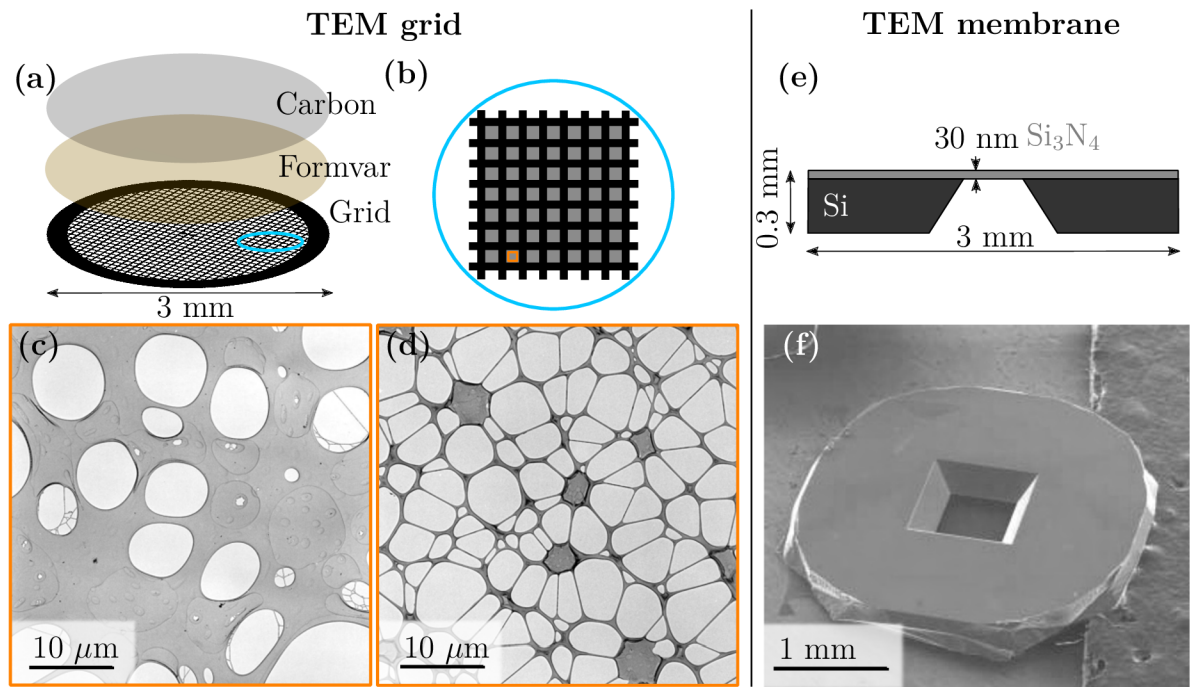 TEM grid
TEM membrane
(a)
Carbon
Formvar
Grid
3 mm
(b)
(e)
30 nm Si₃N₄
0.3 mm
Si
3 mm
(c)
10 μm
(d)
10 μm
(f)
1 mm